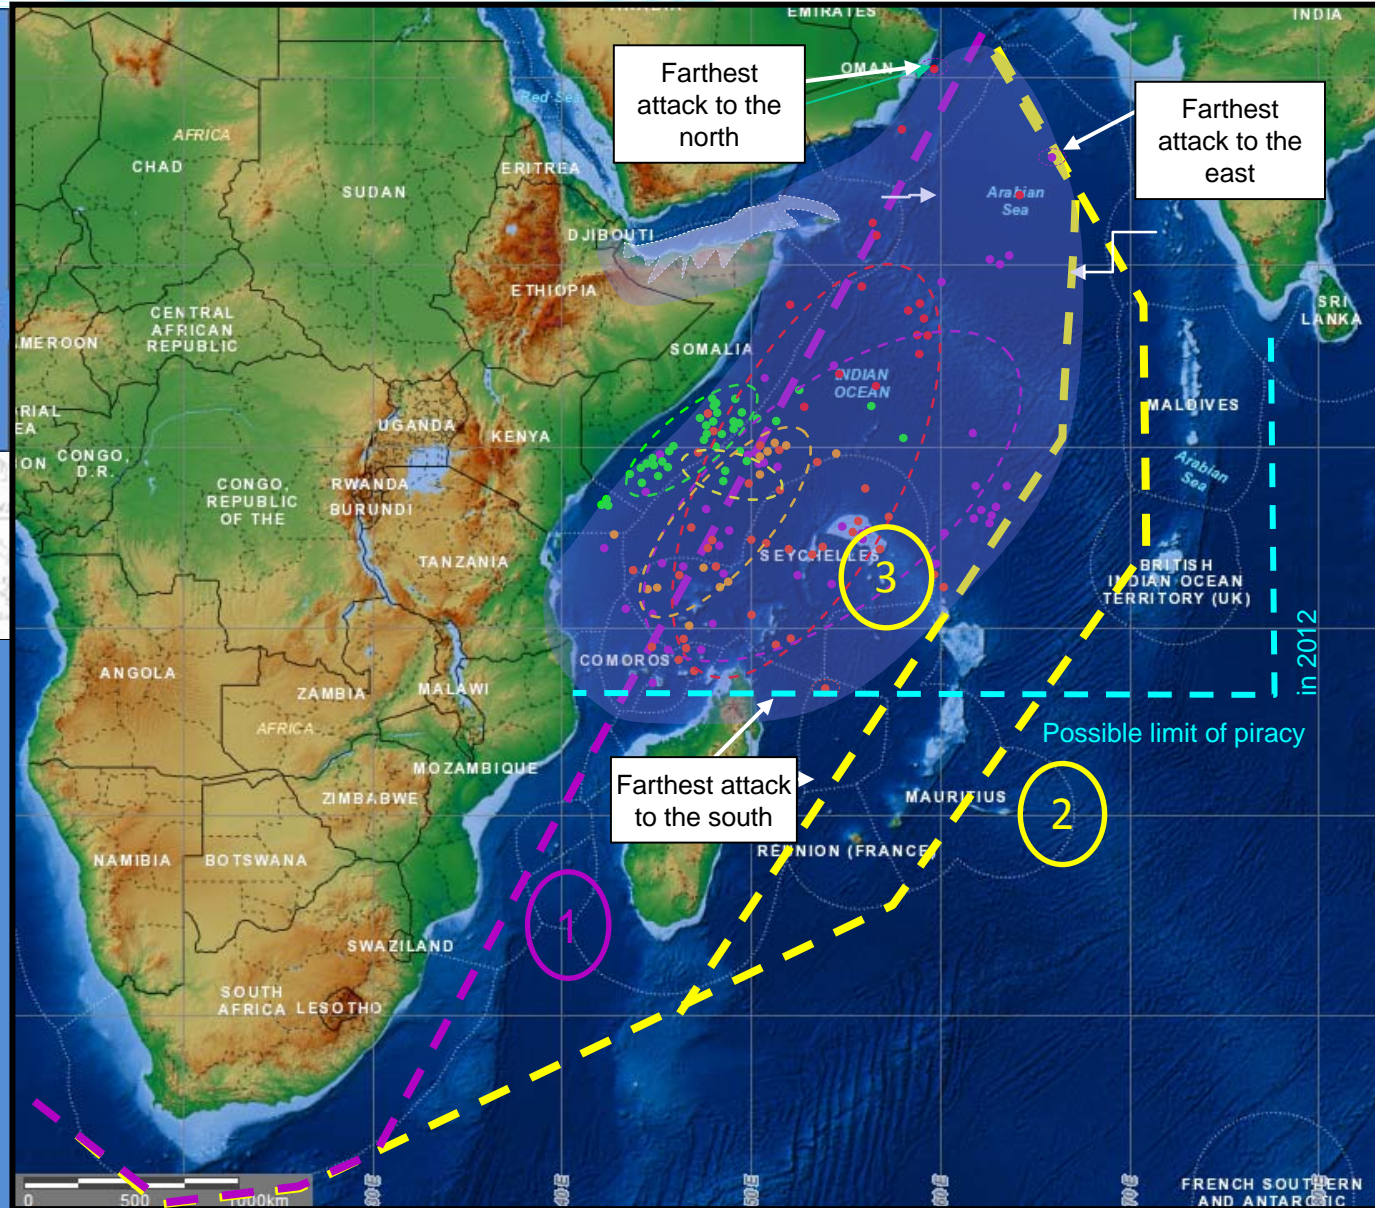 EMIRATES
INDIA
OMAN
Farthest
attack to the
north
Farthest
attack to the
east
Red Sea
AFRICA
CHAD
SUDAN
ERITREA
Arabian
Sea
DJIBOUTI
ETHIOPIA
CENTRAL
AFRICAN
REPUBLIC
SRI
LANKA
SOMALIA
INDIAN
OCEAN
MALDIVES
UGANDA
KENYA
CONGO,
D.R.
Arabian
Sea
CONGO,
REPUBLIC
OF THE
RWANDA
BURUNDI
TANZANIA
SEYCHELLES
3
BRITISH
INDIAN OCEAN
TERRITORY (UK)
in 2012
COMOROS
ANGOLA
ZAMBIA
MALAWI
AFRICA
Possible limit of piracy
MOZAMBIQUE
ZIMBABWE
Farthest attack
to the south
MAURITIUS
2
NAMIBIA
BOTSWANA
REUNION (FRANCE)
1
SWAZILAND
SOUTH
AFRICA
LESOTHO
0 500 1000km
FRENCH SOUTHERN
AND ANTARCTIC